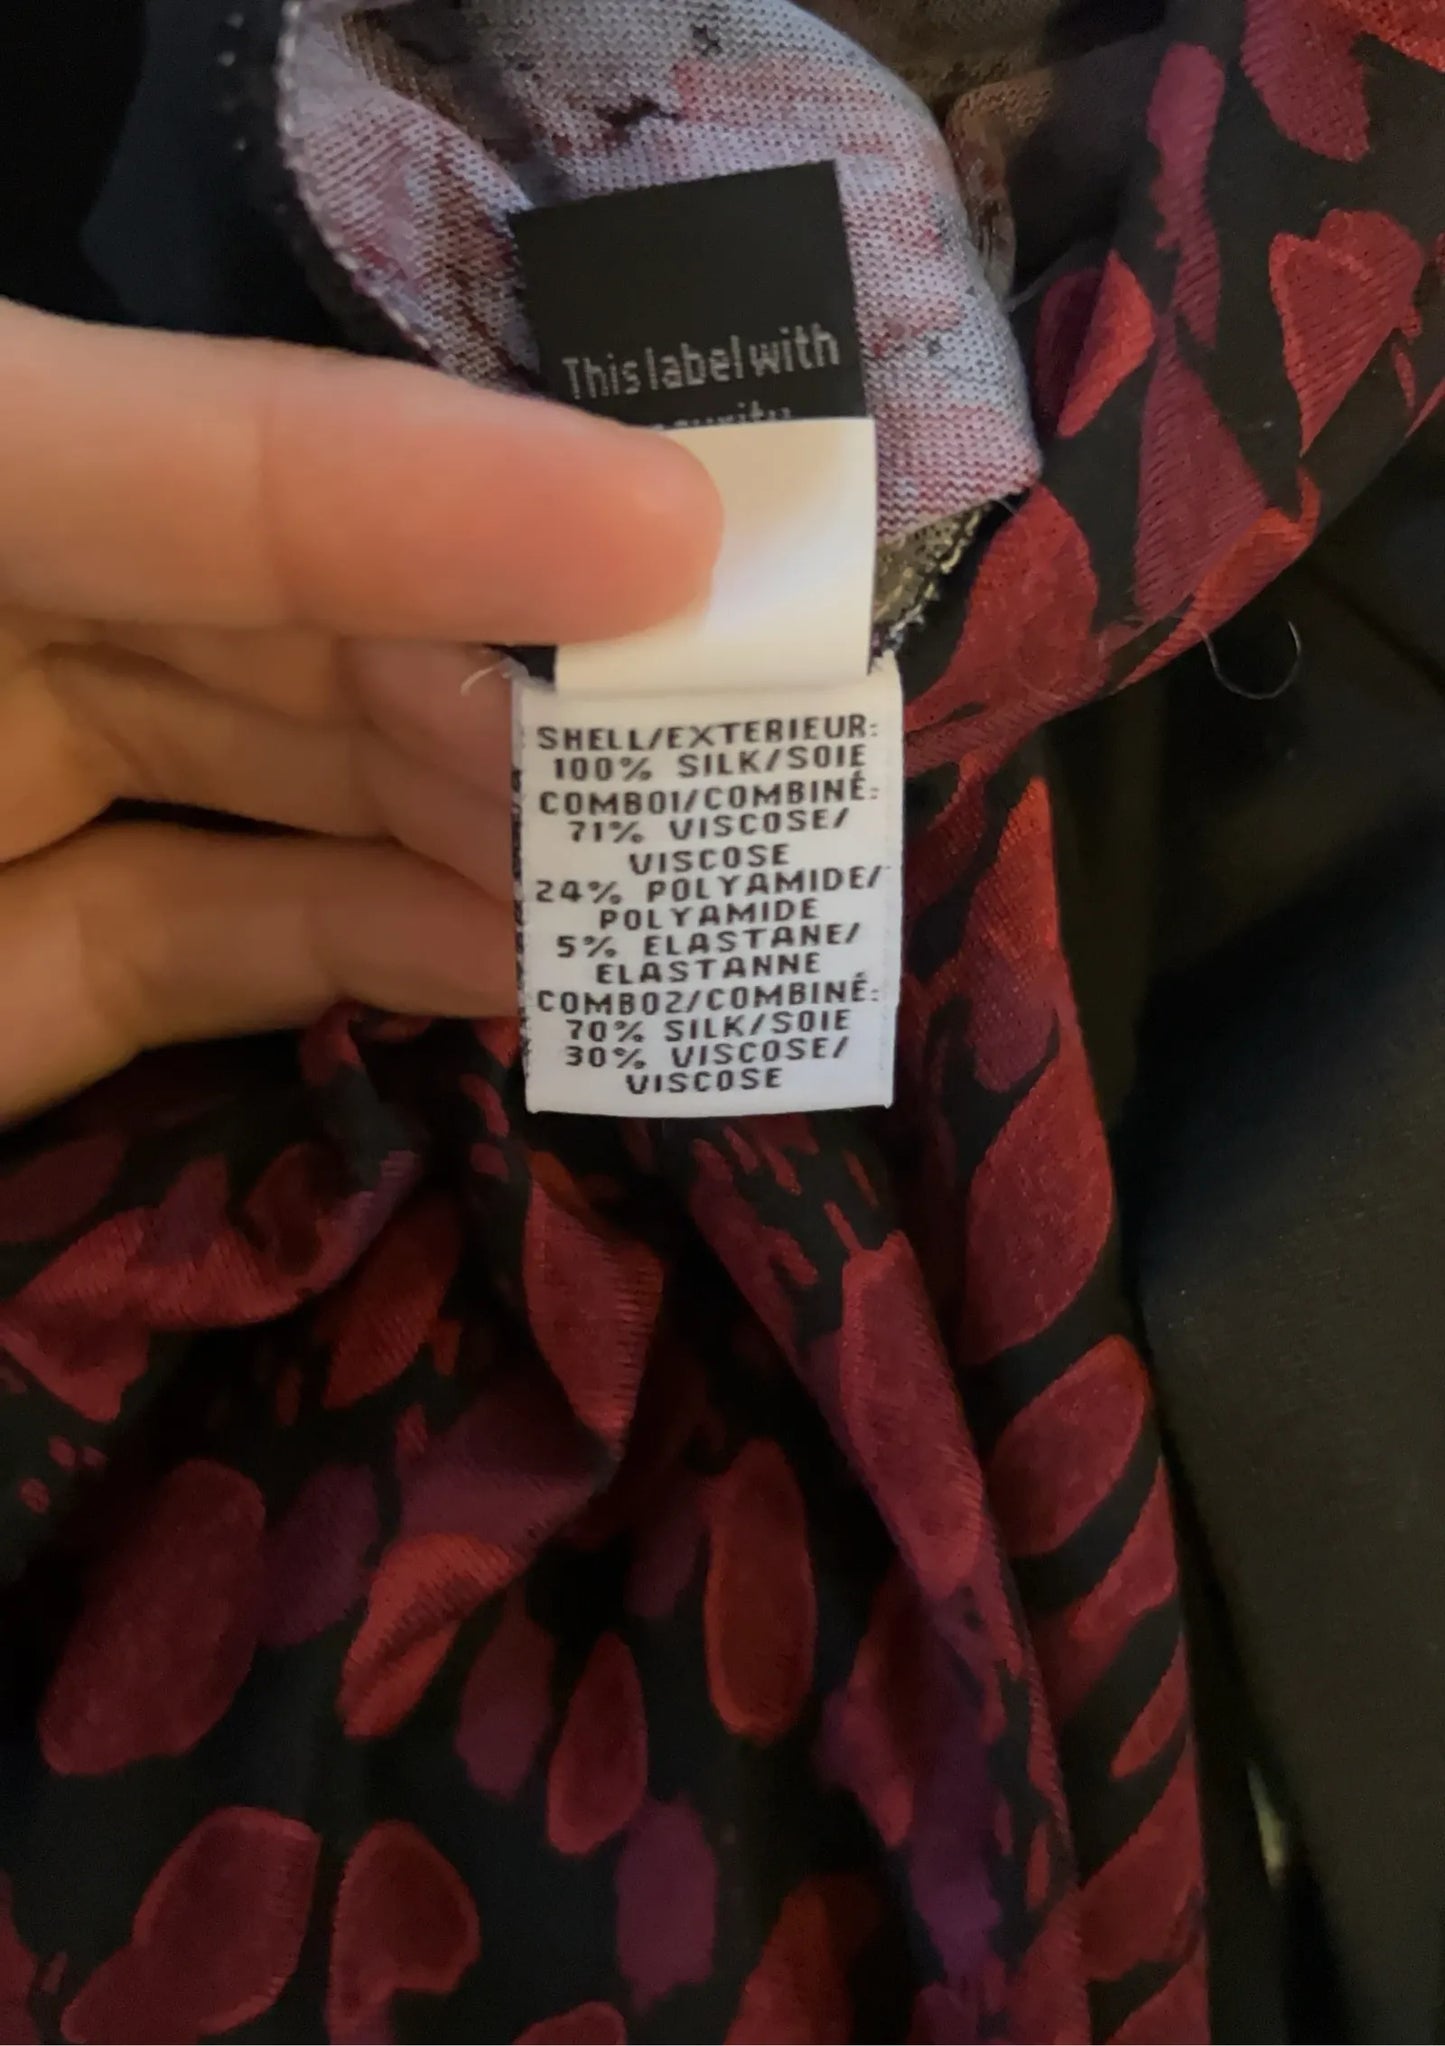 This label with
SHELL/EXTERIEUR:
100% SILK/SOIE
COMBO1/COMBINÉ:
71% VISCOSE/
VISCOSE
24% POLYAMIDE/
POLYAMIDE
5% ELASTANE/
ELASTANNE
COMBO2/COMBINÉ:
70% SILK/SOIE
30% VISCOSE/
VISCOSE